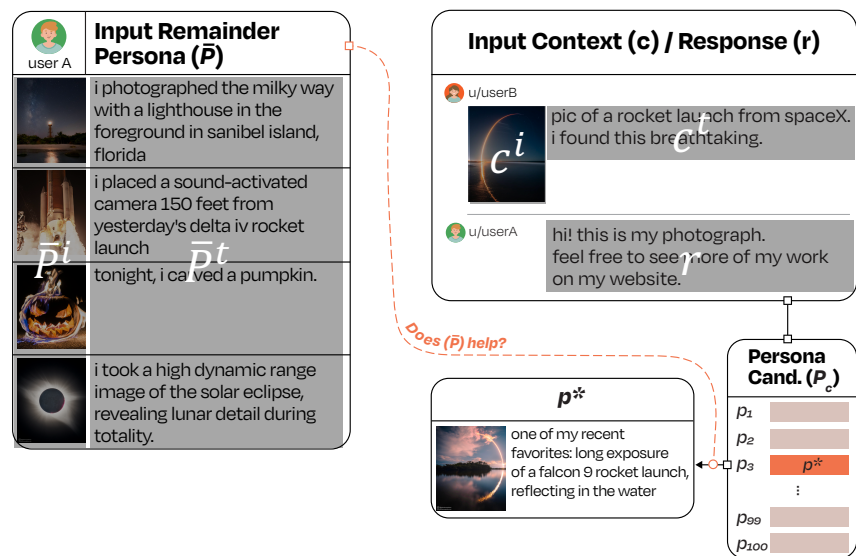 user A
Input Remainder
Persona (P̄)
i photographed the milky way
with a lighthouse in the
foreground in sanibel island,
florida
i placed a sound-activated
camera 150 feet from
yesterday's delta iv rocket
launch
P̄ⁱ
P̄ᵗ
tonight, i carved a pumpkin.
i took a high dynamic range
image of the solar eclipse,
revealing lunar detail during
totality.
Input Context (c) / Response (r)
u/userB
pic of a rocket launch from spaceX.
i found this breathtaking.
cⁱ
cᵗ
u/userA
hi! this is my photograph.
feel free to see more of my work
on my website.
r
Does (P̄) help?
p*
one of my recent
favorites: long exposure
of a falcon 9 rocket launch,
reflecting in the water
Persona
Cand. (P꜀)
p₁
p₂
p₃ p*
⋮
p₉₉
p₁₀₀